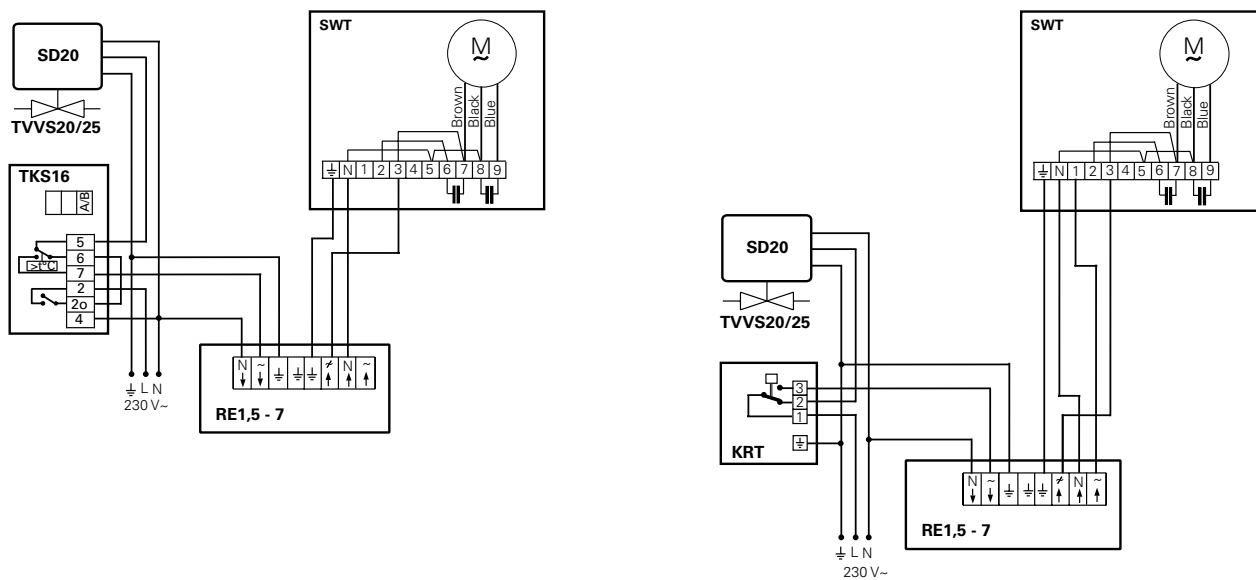 SD20
TVVS20/25
TKS16
A/B
>t°C
5
6
7
2
2o
4
⏚ L N
230 V~
SWT
M
~
Brown
Black
Blue
⏚ N 1 2 3 4 5 6 7 8 9
N ~ ⏚ ⏚ ⏚ ≁ N ~
RE1,5 - 7
SWT
M
~
Brown
Black
Blue
⏚ N 1 2 3 4 5 6 7 8 9
SD20
TVVS20/25
3
2
1
⏚
KRT
N ~ ⏚ ⏚ ⏚ ≁ N ~
RE1,5 - 7
⏚ L N
230 V~